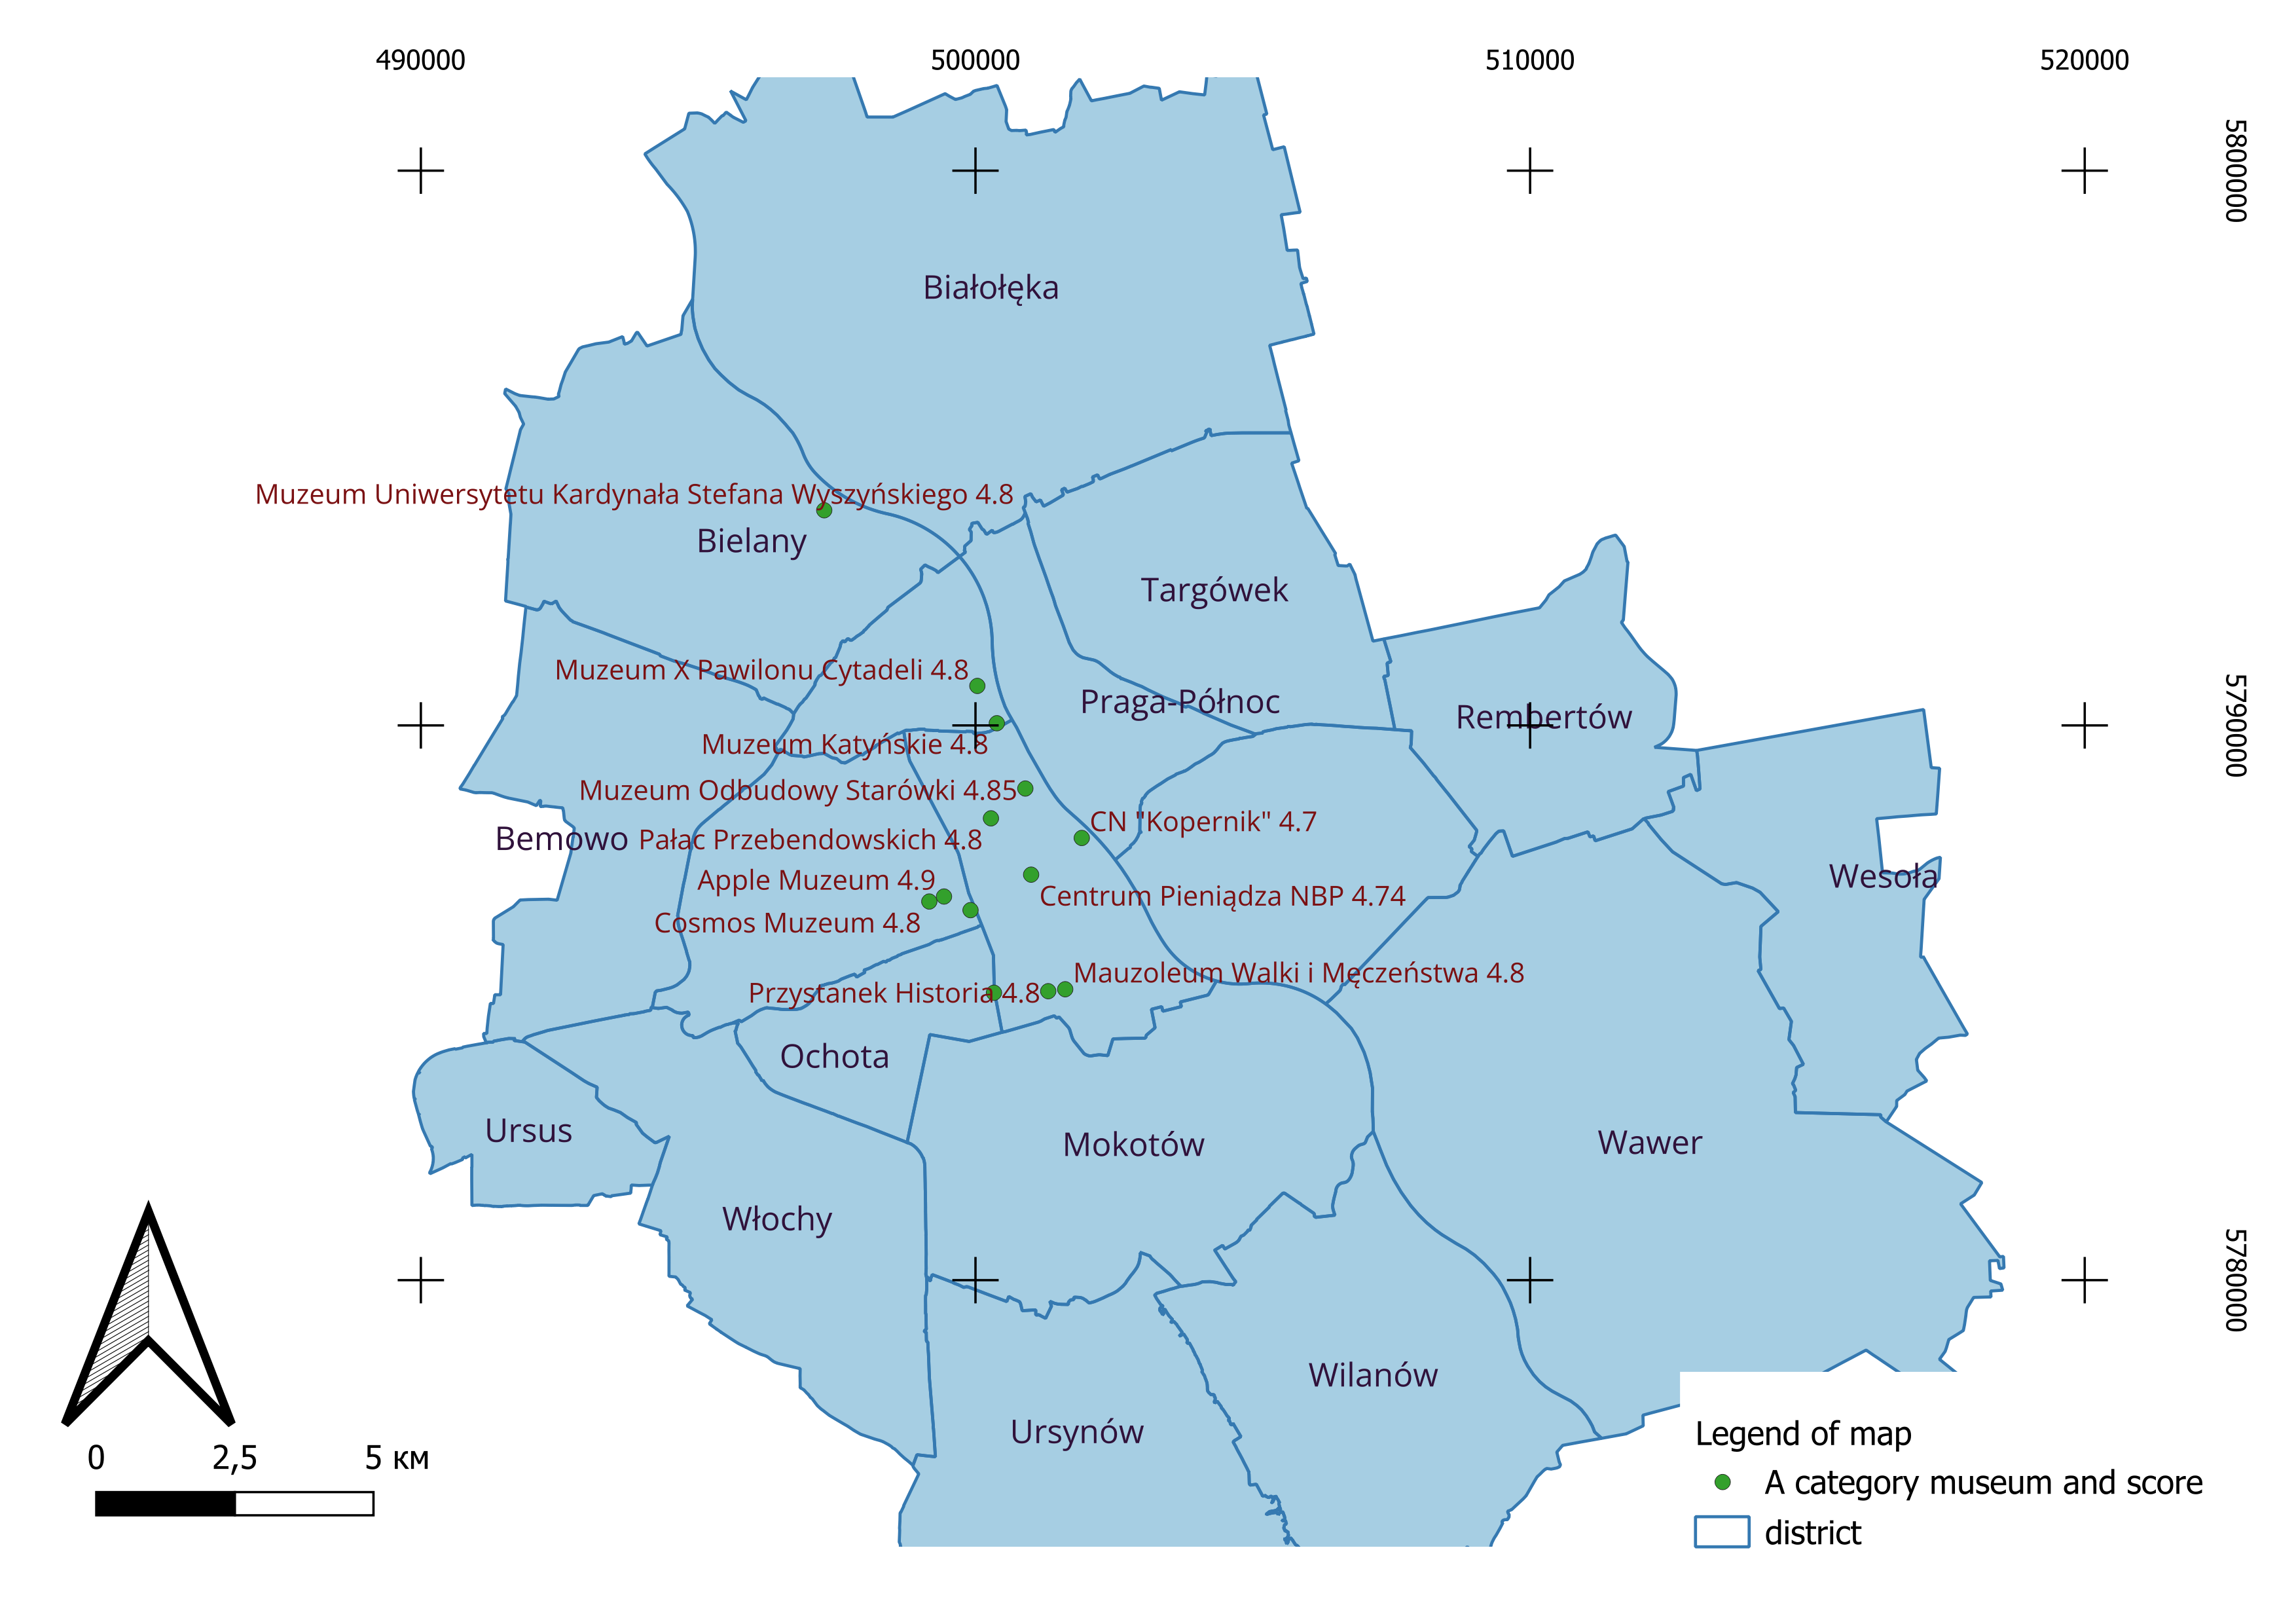 490000
500000
510000
520000
5800000
Białołęka
Muzeum Uniwersytetu Kardynała Stefana Wyszyńskiego 4.8
Bielany
Targówek
Muzeum X Pawilonu Cytadeli 4.8
Praga-Północ
Rembertów
5790000
Muzeum Katyńskie 4.8
Muzeum Odbudowy Starówki 4.85
CN "Kopernik" 4.7
Bemowo
Pałac Przebendowskich 4.8
Wesoła
Apple Muzeum 4.9
Centrum Pieniądza NBP 4.74
Cosmos Muzeum 4.8
Mauzoleum Walki i Męczeństwa 4.8
Przystanek Historia 4.8
Ochota
Ursus
Mokotów
Wawer
Włochy
5780000
Wilanów
Ursynów
0 2,5 5 км
Legend of map
A category museum and score
district